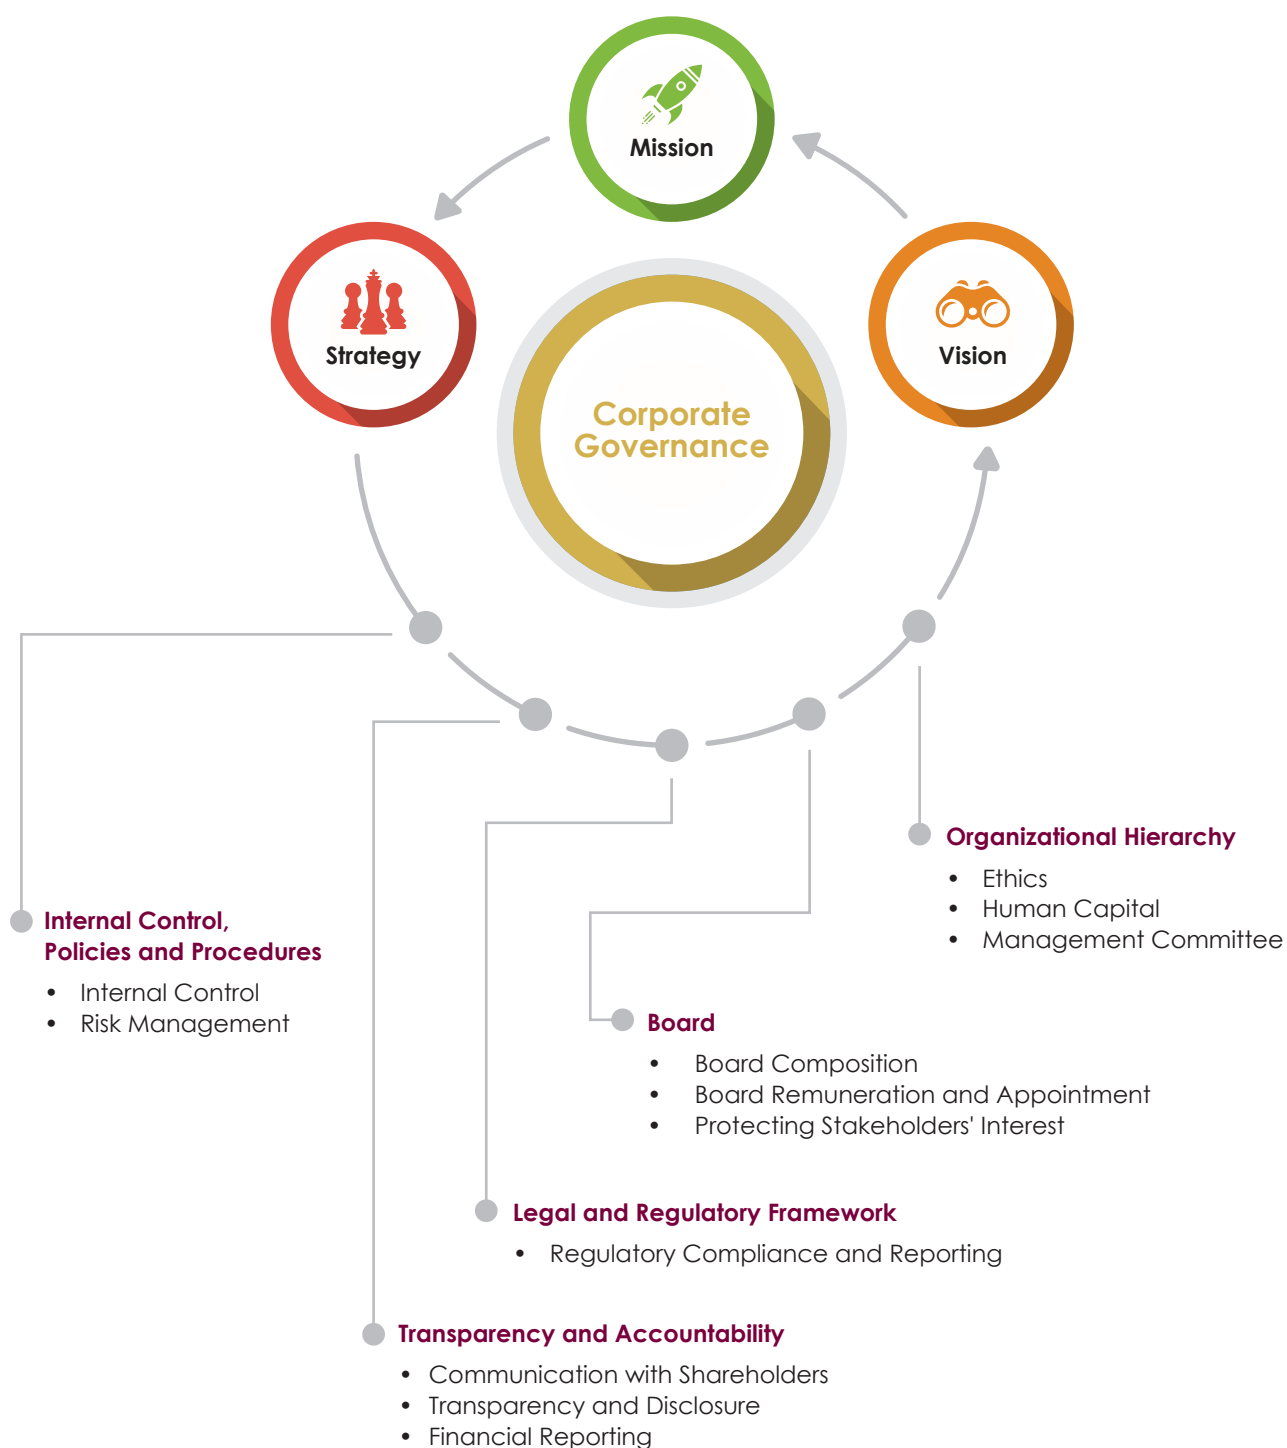 Mission
Strategy
Vision
Corporate
Governance
Organizational Hierarchy
• Ethics
• Human Capital
• Management Committee
Internal Control,
Policies and Procedures
• Internal Control
• Risk Management
Board
• Board Composition
• Board Remuneration and Appointment
• Protecting Stakeholders' Interest
Legal and Regulatory Framework
• Regulatory Compliance and Reporting
Transparency and Accountability
• Communication with Shareholders
• Transparency and Disclosure
• Financial Reporting